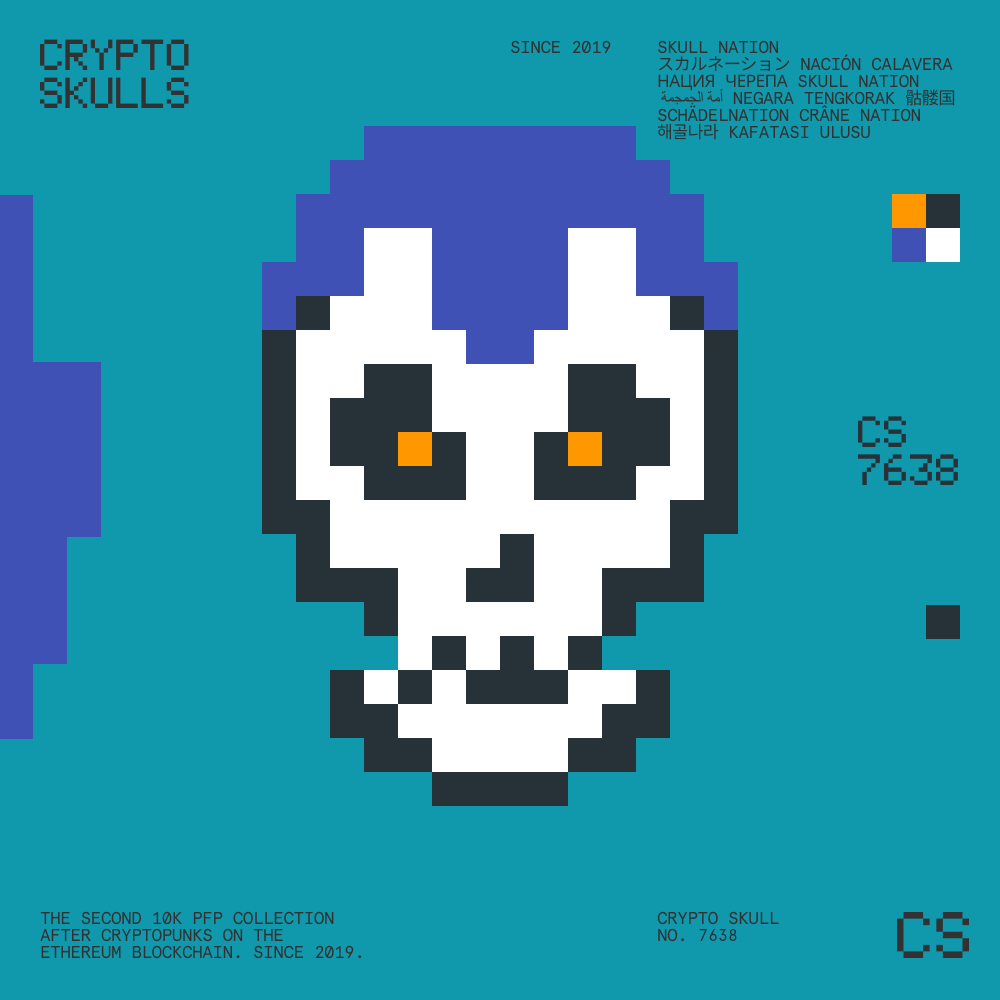 CRYPTO
SKULLS
SINCE 2019
SKULL NATION
スカルネーション NACIÓN CALAVERA
НАЦИЯ ЧЕРЕПА SKULL NATION
أمة الجمجمة NEGARA TENGKORAK 骷髅国
SCHÄDELNATION CRÂNE NATION
해골나라 KAFATASI ULUSU
CS
7638
THE SECOND 10K PFP COLLECTION
AFTER CRYPTOPUNKS ON THE
ETHEREUM BLOCKCHAIN. SINCE 2019.
CRYPTO SKULL
NO. 7638
CS